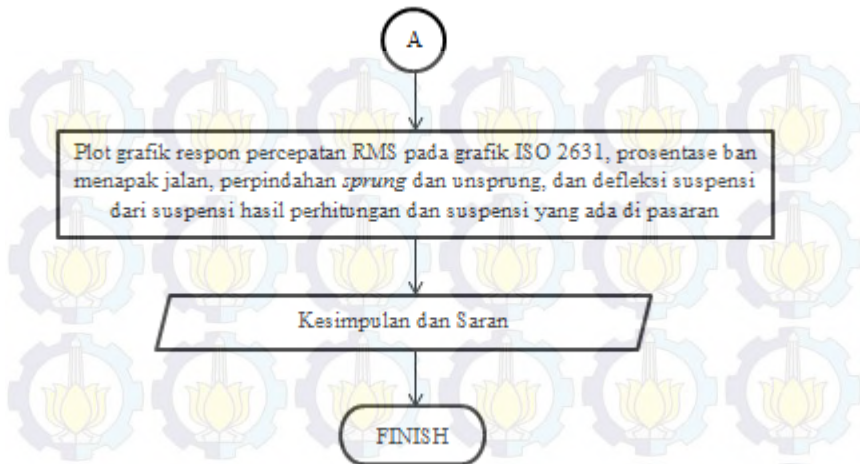 A
Plot grafik respon percepatan RMS pada grafik ISO 2631, prosentase ban
menapak jalan, perpindahan sprung dan unsprung, dan defleksi suspensi
dari suspensi hasil perhitungan dan suspensi yang ada di pasaran
Kesimpulan dan Saran
FINISH